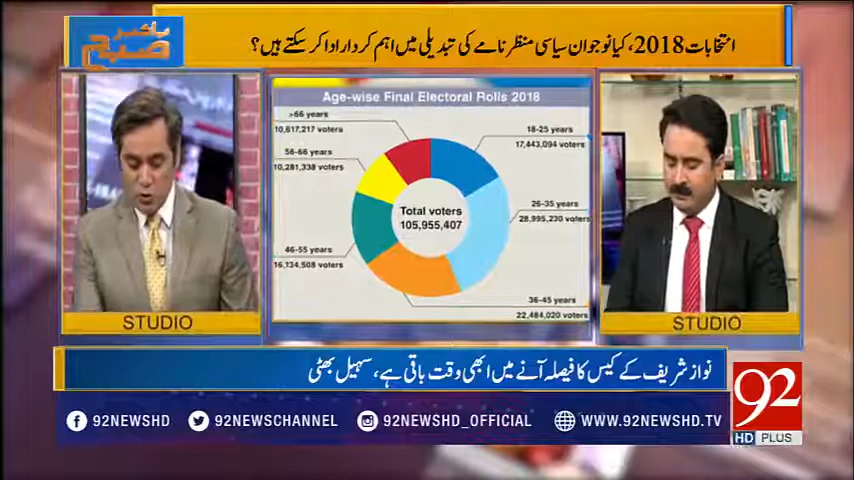 باخبر صبح
انتخابات 2018، کیا نوجوان سیاسی منظر نامے کی تبدیلی میں اہم کردار ادا کر سکتے ہیں؟
Age-wise Final Electoral Rolls 2018
>66 years
10,617,217 voters
56-66 years
10,281,338 voters
46-55 years
16,134,508 voters
18-25 years
17,443,094 voters
26-35 years
28,995,230 voters
36-45 years
22,484,020 voters
Total voters
105,955,407
STUDIO
STUDIO
نواز شریف کے کیس کا فیصلہ آنے میں ابھی وقت باقی ہے، سہیل بھٹی
92NEWSHD
92NEWSCHANNEL
92NEWSHD_OFFICIAL
WWW.92NEWSHD.TV
92
HD PLUS